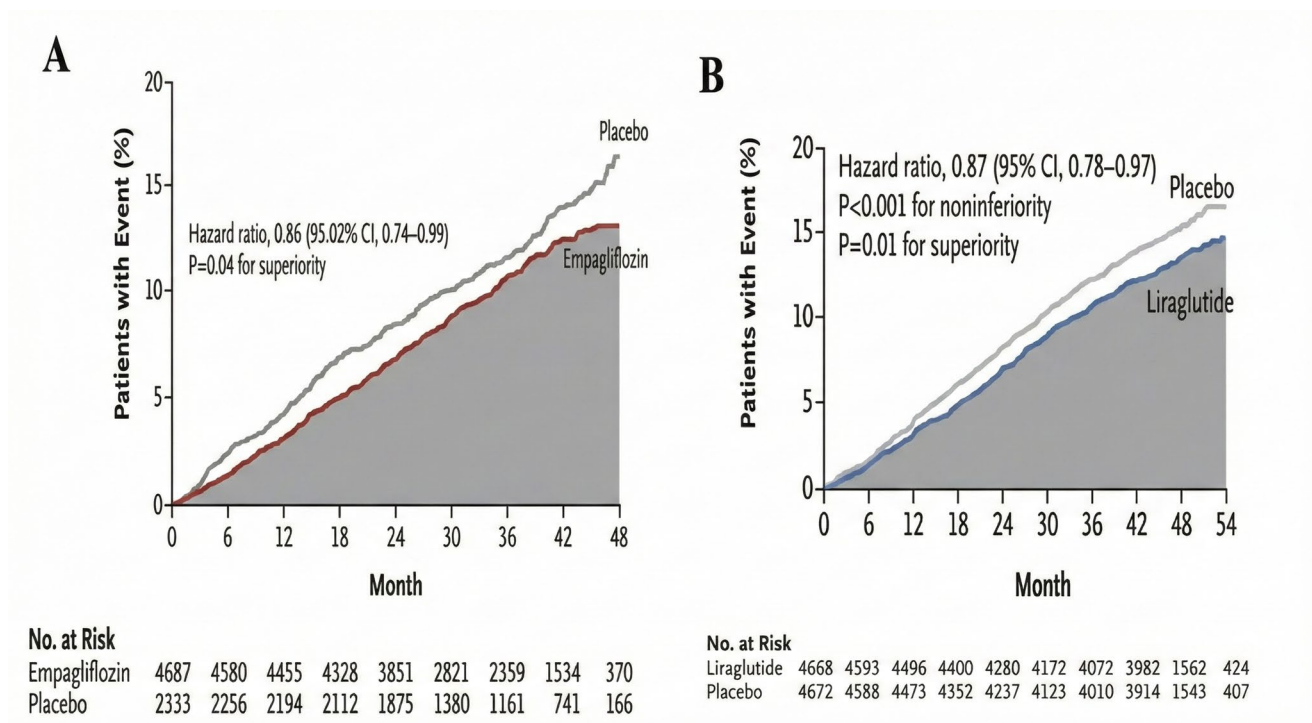 A
Patients with Event (%)
20
15
10
5
0
Placebo
Hazard ratio, 0.86 (95.02% CI, 0.74–0.99)
P=0.04 for superiority
Empagliflozin
0 6 12 18 24 30 36 42 48
Month
No. at Risk
Empagliflozin 4687 4580 4455 4328 3851 2821 2359 1534 370
Placebo 2333 2256 2194 2112 1875 1380 1161 741 166
B
Patients with Event (%)
20
15
10
5
0
Hazard ratio, 0.87 (95% CI, 0.78–0.97)
P<0.001 for noninferiority
P=0.01 for superiority
Placebo
Liraglutide
0 6 12 18 24 30 36 42 48 54
Month
No. at Risk
Liraglutide 4668 4593 4496 4400 4280 4172 4072 3982 1562 424
Placebo 4672 4588 4473 4352 4237 4123 4010 3914 1543 407